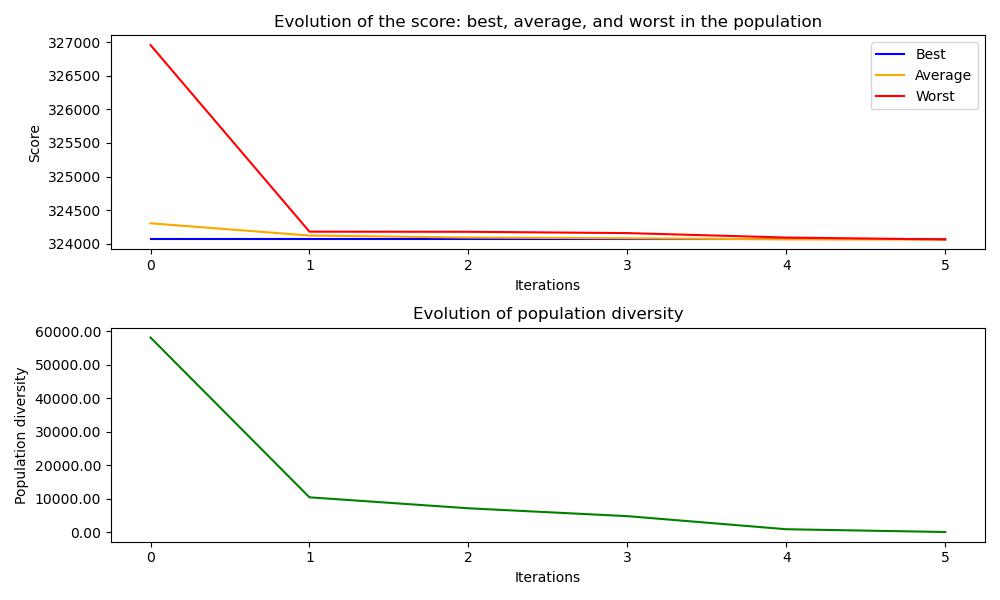 Evolution of the score: best, average, and worst in the population
327000
326500
326000
325500
325000
324500
324000
Score
Best
Average
Worst
0 1 2 3 4 5
Iterations
Evolution of population diversity
60000.00
50000.00
40000.00
30000.00
20000.00
10000.00
0.00
Population diversity
0 1 2 3 4 5
Iterations